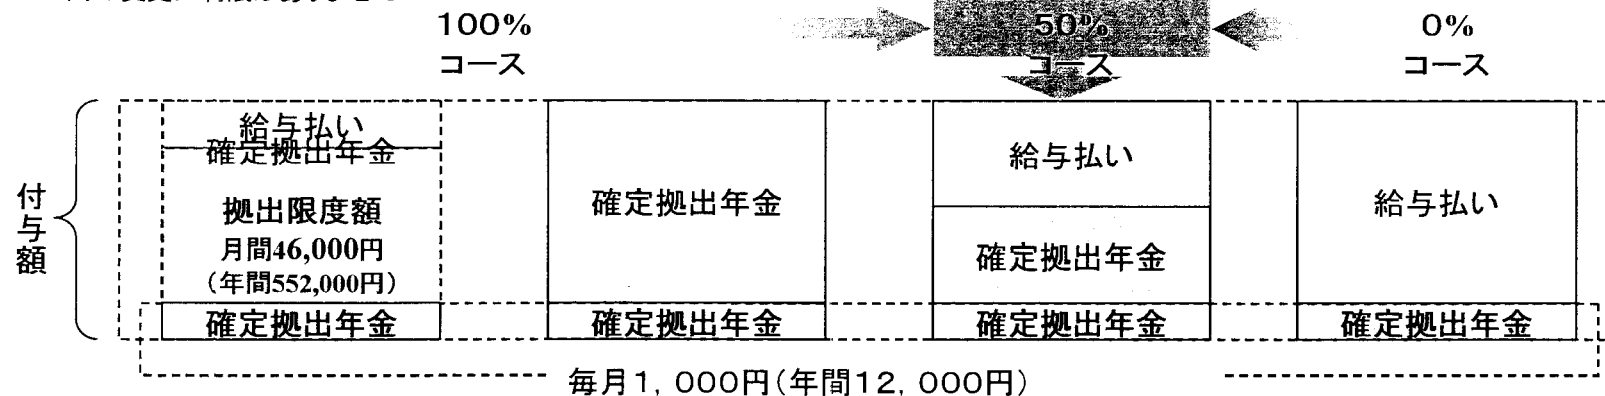 100%
コース
50%
コース
0%
コース
付与額
給与払い
確定拠出年金
拠出限度額
月間46,000円
（年間552,000円）
確定拠出年金
確定拠出年金
確定拠出年金
給与払い
確定拠出年金
確定拠出年金
給与払い
確定拠出年金
毎月1，000円（年間12，000円）